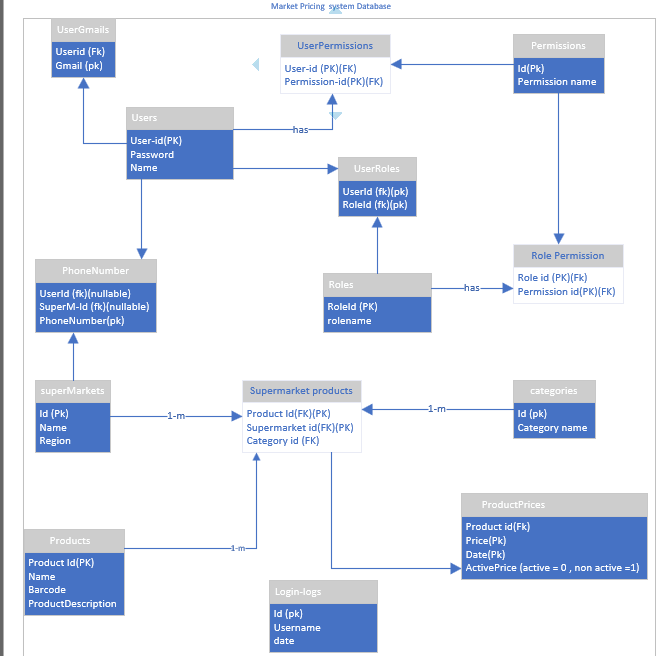 Market Pricing system Database
UserGmails
Userid (Fk)
Gmail (pk)
UserPermissions
User-id (PK)(FK)
Permission-id(PK)(FK)
Permissions
Id(Pk)
Permission name
Users
User-id(PK)
Password
Name
has
UserRoles
UserId (fk)(pk)
RoleId (fk)(pk)
PhoneNumber
UserId (fk)(nullable)
SuperM-Id (fk)(nullable)
PhoneNumber(pk)
Roles
RoleId (PK)
rolename
has
Role Permission
Role id (PK)(Fk)
Permission id(PK)(FK)
superMarkets
Id (Pk)
Name
Region
1-m
Supermarket products
Product Id(FK)(PK)
Supermarket id(FK)(PK)
Category id (FK)
1-m
categories
Id (pk)
Category name
Products
Product Id(PK)
Name
Barcode
ProductDescription
1-m
ProductPrices
Product id(Fk)
Price(Pk)
Date(Pk)
ActivePrice (active = 0 , non active =1)
Login-logs
Id (pk)
Username
date